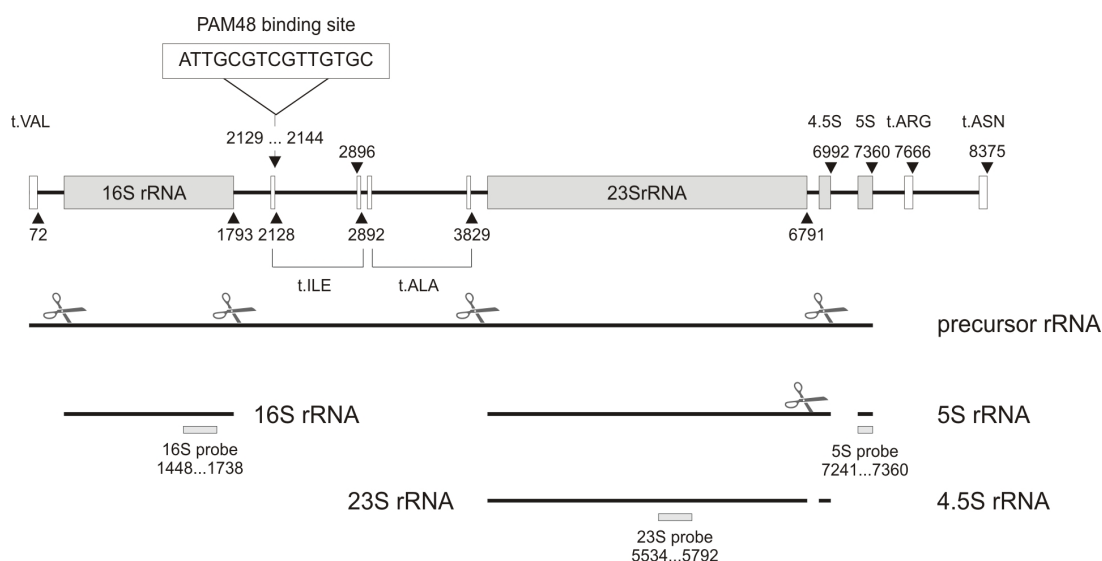 PAM48 binding site
ATTGCGTCGTTGTGC
t.VAL
4.5S 5S t.ARG t.ASN
2129 ... 2144
2896
6992 7360 7666 8375
16S rRNA
23SrRNA
72
1793 2128
2892
3829
6791
t.ILE
t.ALA
precursor rRNA
16S rRNA
5S rRNA
16S probe
1448...1738
5S probe
7241...7360
23S rRNA
4.5S rRNA
23S probe
5534...5792